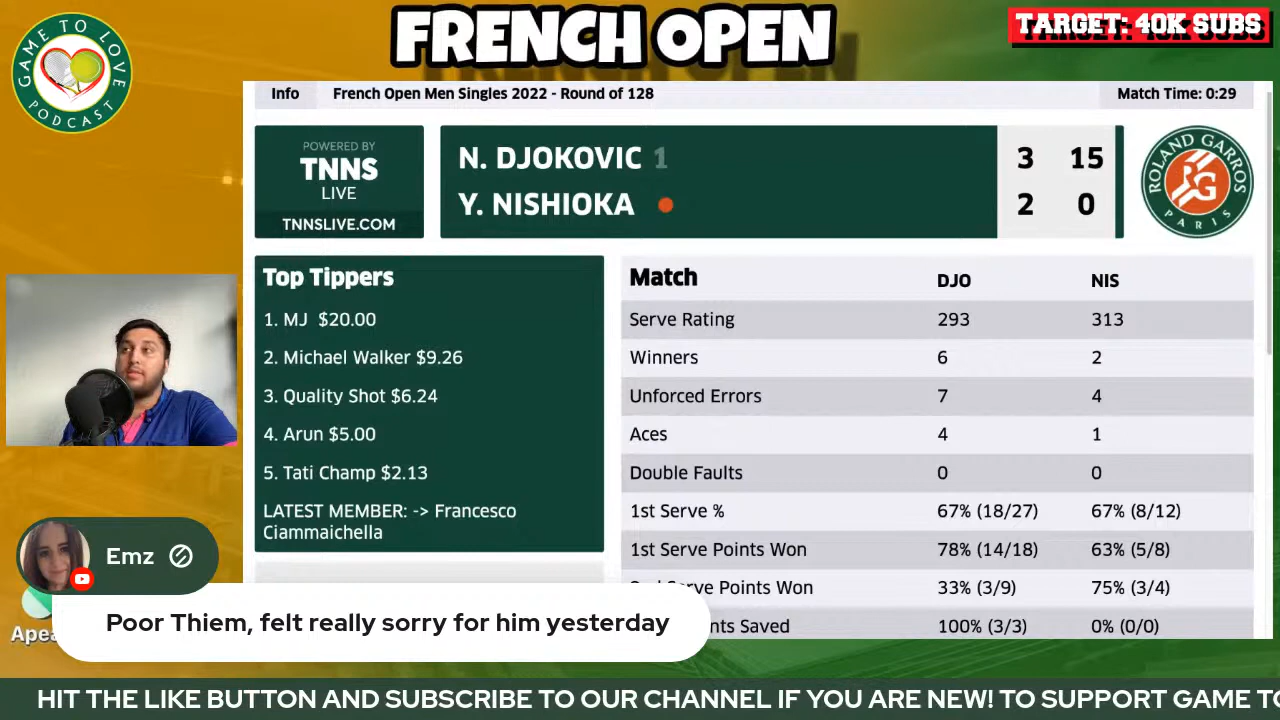 GAME TO LOVE PODCAST
FRENCH OPEN
TARGET: 40K SUBS
Info
French Open Men Singles 2022 - Round of 128
Match Time: 0:29
POWERED BY
TNNS
LIVE
TNNSLIVE.COM
N. DJOKOVIC 1 3 15
Y. NISHIOKA 2 0
ROLAND GARROS
RG
PARIS
Top Tippers
1. MJ $20.00
2. Michael Walker $9.26
3. Quality Shot $6.24
4. Arun $5.00
5. Tati Champ $2.13
LATEST MEMBER: -> Francesco
Ciammaichella
Match DJO NIS
Serve Rating 293 313
Winners 6 2
Unforced Errors 7 4
Aces 4 1
Double Faults 0 0
1st Serve % 67% (18/27) 67% (8/12)
1st Serve Points Won 78% (14/18) 63% (5/8)
Points Won 33% (3/9) 75% (3/4)
Saved 100% (3/3) 0% (0/0)
Emz
Poor Thiem, felt really sorry for him yesterday
HIT THE LIKE BUTTON AND SUBSCRIBE TO OUR CHANNEL IF YOU ARE NEW! TO SUPPORT GAME